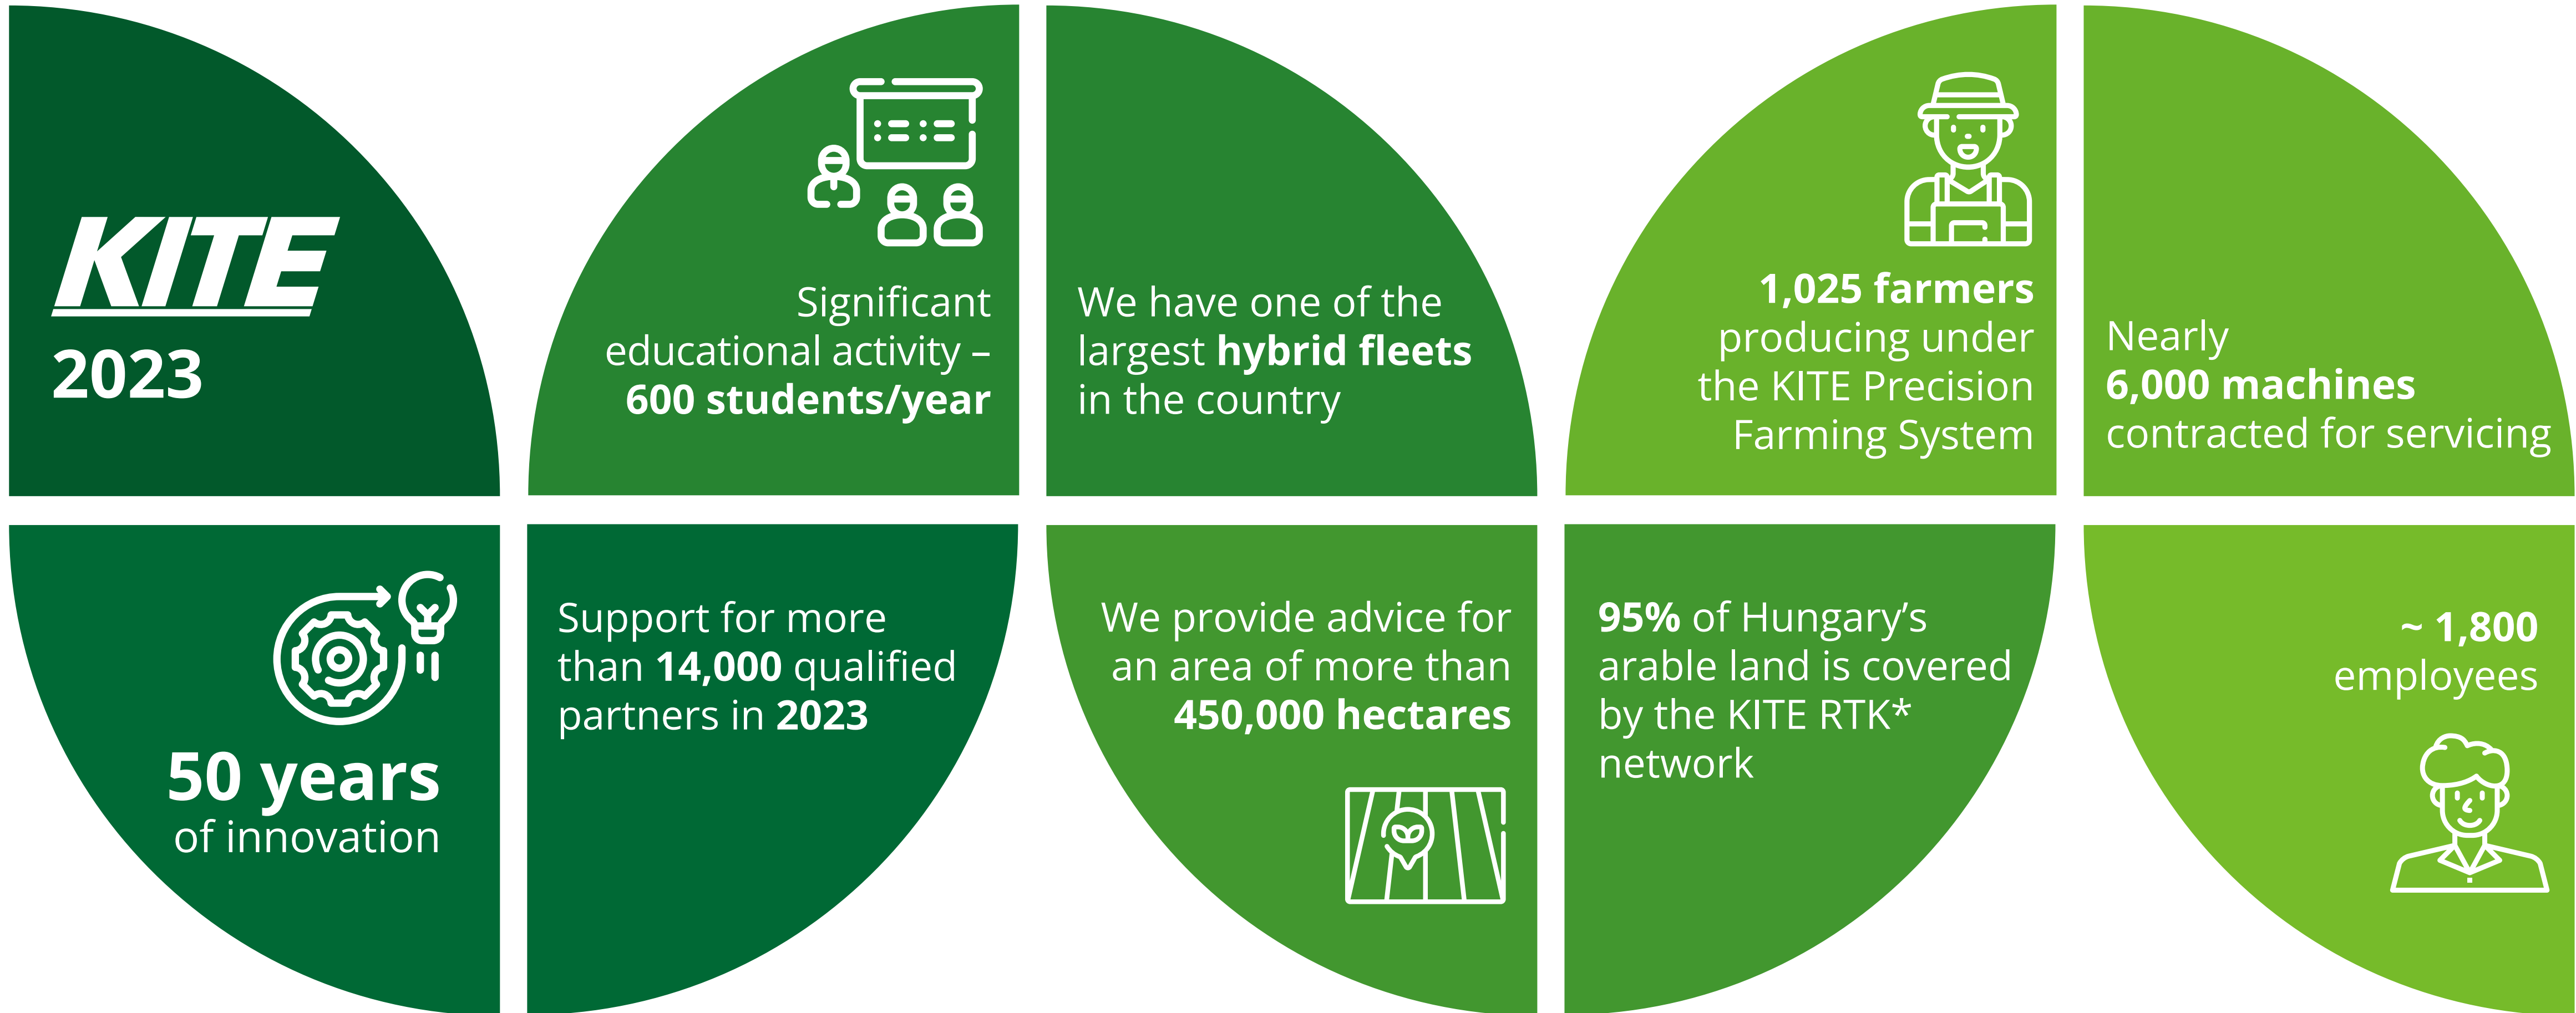 KITE
2023
Significant
educational activity –
600 students/year
We have one of the
largest hybrid fleets
in the country
1,025 farmers
producing under
the KITE Precision
Farming System
Nearly
6,000 machines
contracted for servicing
50 years
of innovation
Support for more
than 14,000 qualified
partners in 2023
We provide advice for
an area of more than
450,000 hectares
95% of Hungary’s
arable land is covered
by the KITE RTK*
network
~ 1,800
employees